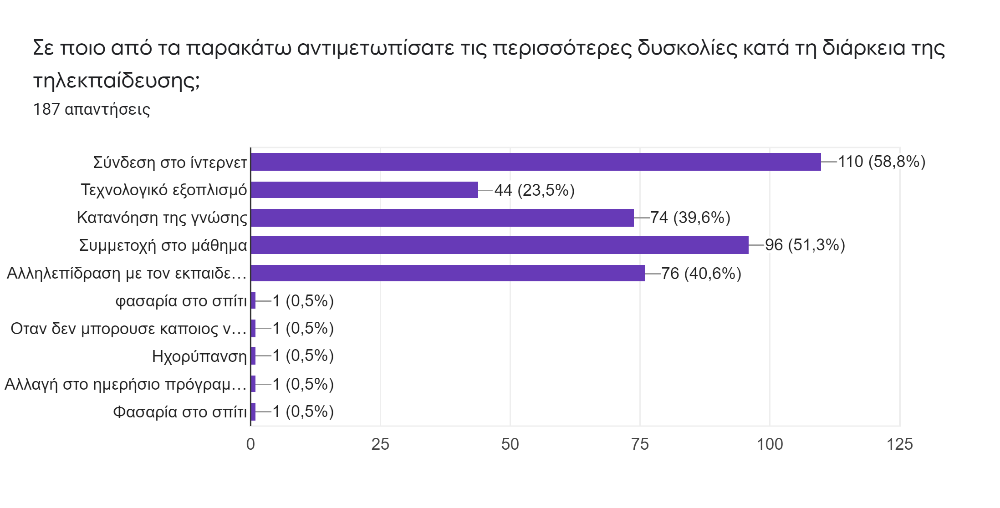 Σε ποιο από τα παρακάτω αντιμετωπίσατε τις περισσότερες δυσκολίες κατά τη διάρκεια της
τηλεκπαίδευσης;
187 απαντήσεις
Σύνδεση στο ίντερνετ 110 (58,8%)
Τεχνολογικό εξοπλισμό 44 (23,5%)
Κατανόηση της γνώσης 74 (39,6%)
Συμμετοχή στο μάθημα 96 (51,3%)
Αλληλεπίδραση με τον εκπαιδε… 76 (40,6%)
φασαρία στο σπίτι 1 (0,5%)
Οταν δεν μπορουσε καποιος ν… 1 (0,5%)
Ηχορύπανση 1 (0,5%)
Αλλαγή στο ημερήσιο πρόγραμ… 1 (0,5%)
Φασαρία στο σπίτι 1 (0,5%)
0 25 50 75 100 125